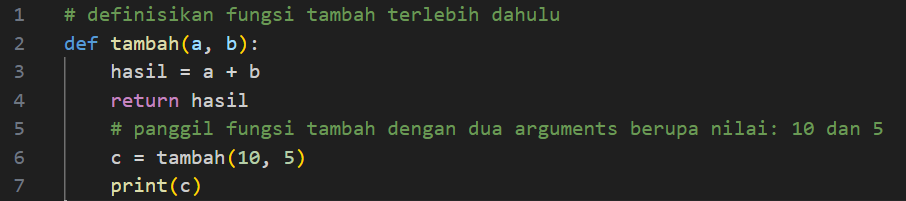 1 # definisikan fungsi tambah terlebih dahulu
2 def tambah(a, b):
3     hasil = a + b
4     return hasil
5     # panggil fungsi tambah dengan dua arguments berupa nilai: 10 dan 5
6     c = tambah(10, 5)
7     print(c)